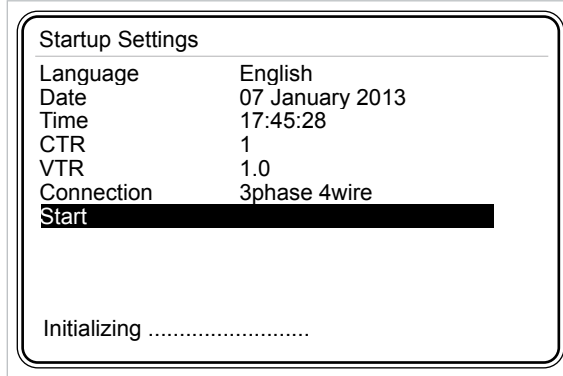 Startup Settings
Language English
Date 07 January 2013
Time 17:45:28
CTR 1
VTR 1.0
Connection 3phase 4wire
Start
Initializing ..........................